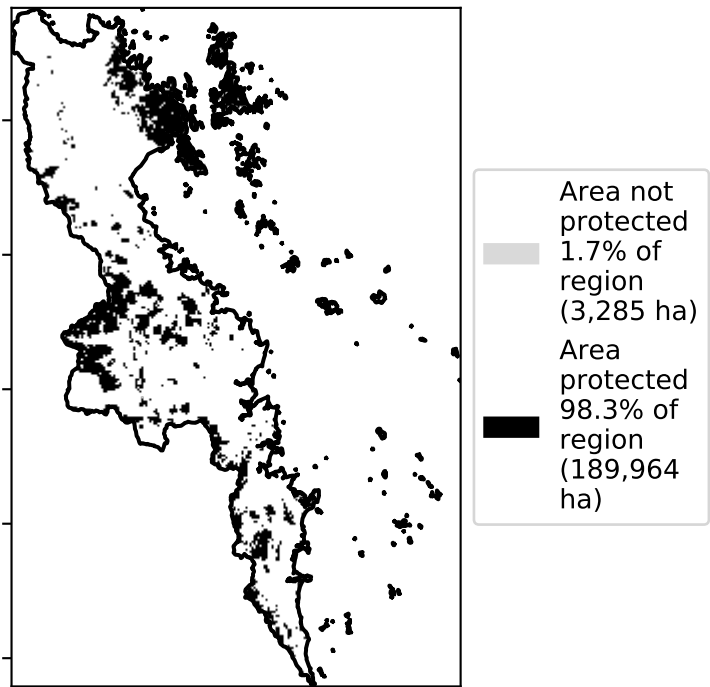 Area not
protected
1.7% of
region
(3,285 ha)
Area
protected
98.3% of
region
(189,964
ha)